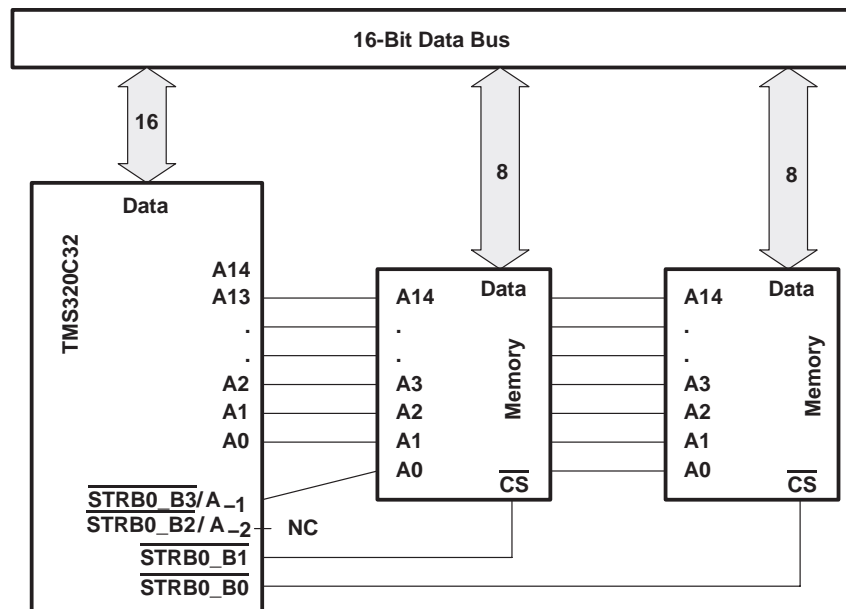 16-Bit Data Bus
16
8
8
Data
TMS320C32
A14
A13
.
.
A2
A1
A0
STRB0_B3/A–1
STRB0_B2/A–2
NC
STRB0_B1
STRB0_B0
Data
Memory
A14
.
.
A3
A2
A1
A0
CS
Data
Memory
A14
.
.
A3
A2
A1
A0
CS